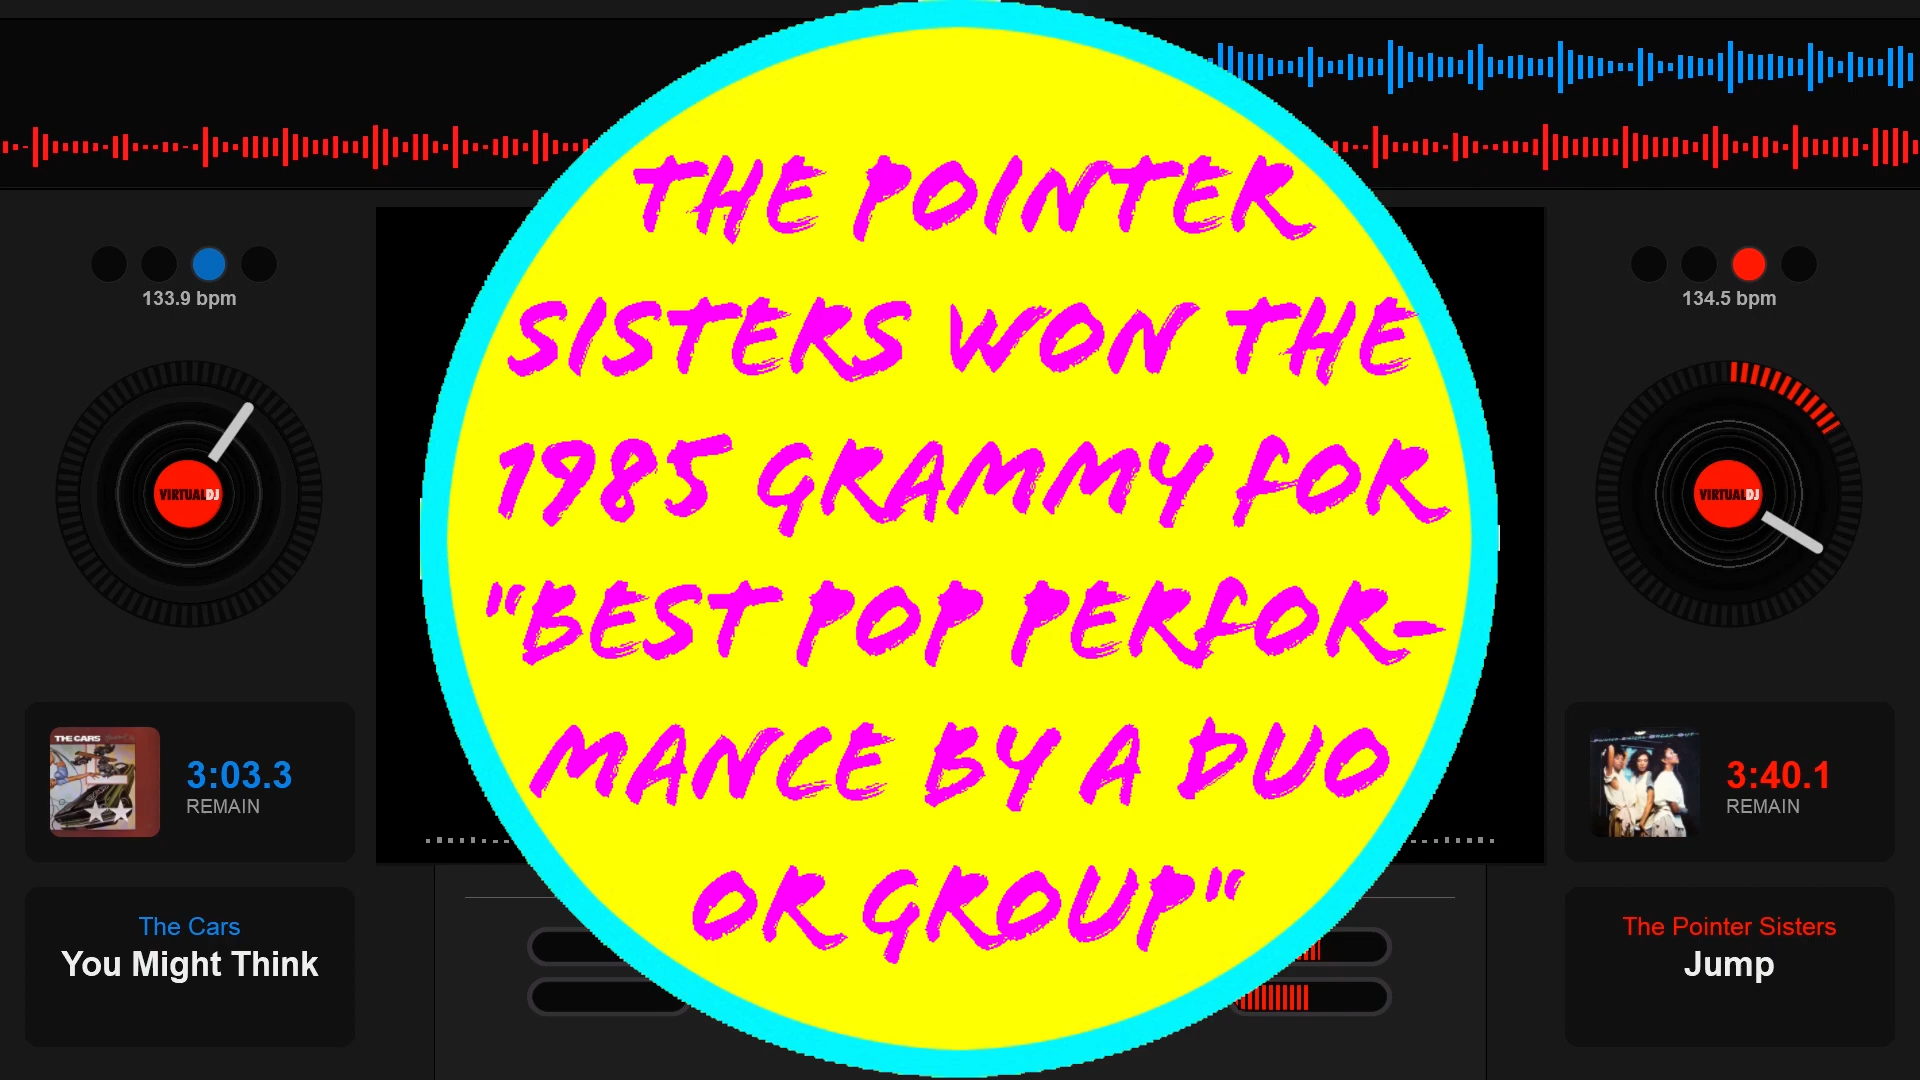 THE POINTER
SISTERS WON THE
1985 GRAMMY FOR
"BEST POP PERFOR-
MANCE BY A DUO
OR GROUP"
133.9 bpm
VIRTUALDJ
THE CARS
3:03.3
REMAIN
The Cars
You Might Think
134.5 bpm
VIRTUALDJ
3:40.1
REMAIN
The Pointer Sisters
Jump